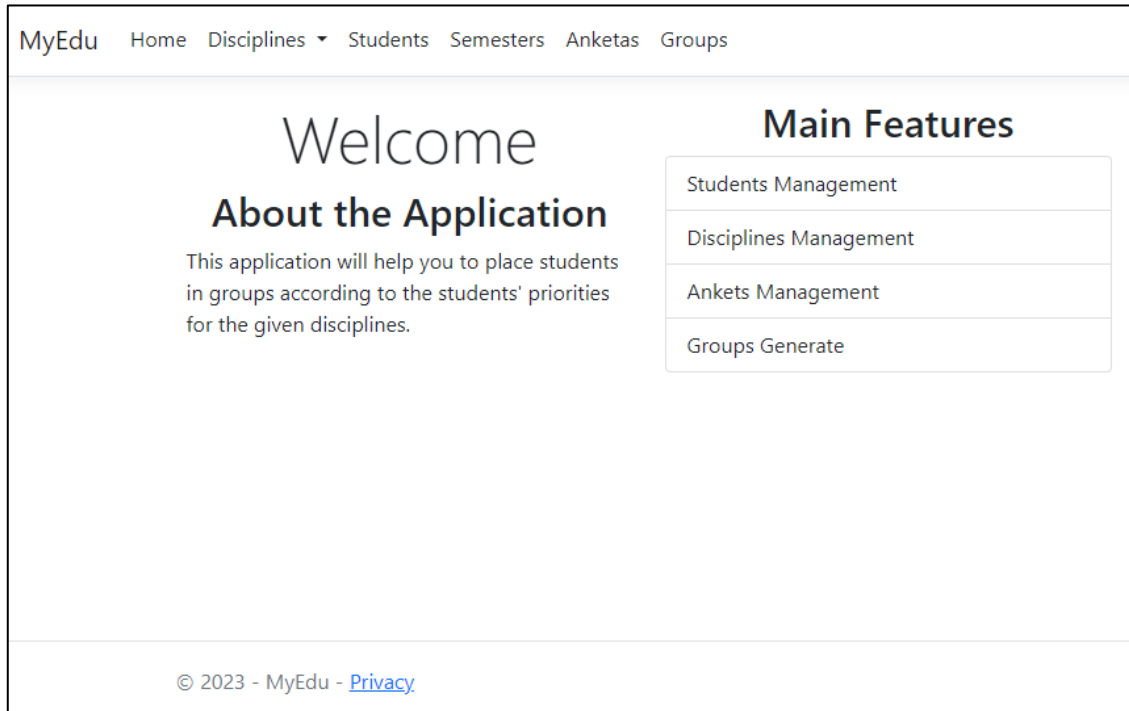 MyEdu Home Disciplines Students Semesters Anketas Groups
Welcome
About the Application
This application will help you to place students
in groups according to the students' priorities
for the given disciplines.
Main Features
Students Management
Disciplines Management
Ankets Management
Groups Generate
© 2023 - MyEdu - Privacy